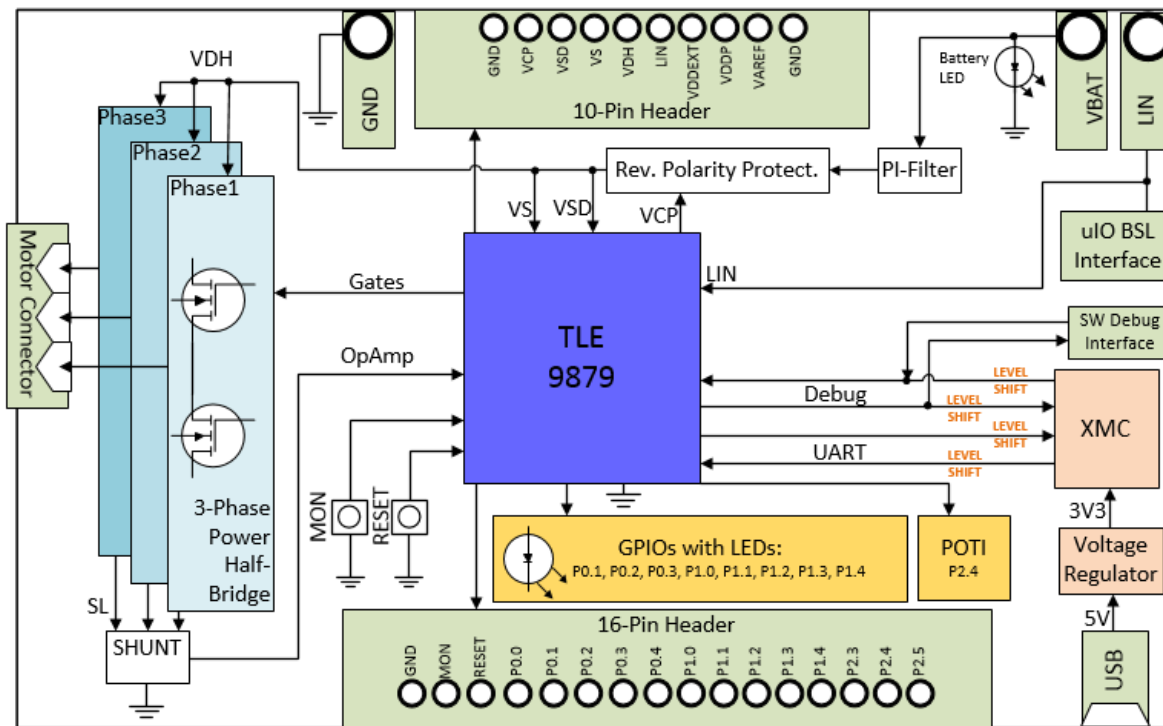 VDH
Phase3
Phase2
Phase1
GND
GND
VCP
VSD
VS
VDH
LIN
VDDEXT
VDDP
VAREF
GND
10-Pin Header
Battery
LED
VBAT
LIN
Rev. Polarity Protect.
PI-Filter
VS
VSD
VCP
uIO BSL
Interface
Motor Connector
Gates
LIN
TLE
9879
SW Debug
Interface
OpAmp
LEVEL
SHIFT
Debug
LEVEL
SHIFT
LEVEL
SHIFT
UART
LEVEL
SHIFT
XMC
3V3
MON
RESET
3-Phase
Power
Half-
Bridge
GPIOs with LEDs:
P0.1, P0.2, P0.3, P1.0, P1.1, P1.2, P1.3, P1.4
POTI
P2.4
Voltage
Regulator
SL
5V
SHUNT
16-Pin Header
GND
MON
RESET
P0.0
P0.1
P0.2
P0.3
P0.4
P1.0
P1.1
P1.2
P1.3
P1.4
P2.3
P2.4
P2.5
USB